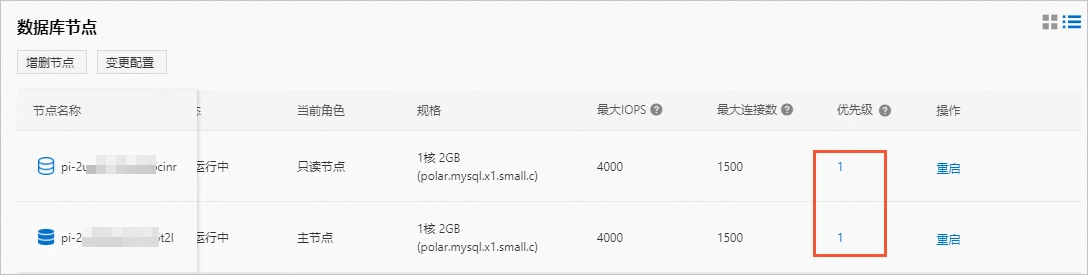 数据库节点
增删节点 变更配置
节点名称 当前角色 规格 最大IOPS 最大连接数 优先级 操作
pi-2 cinr 运行中 只读节点 1核 2GB (polar.mysql.x1.small.c) 4000 1500 1 重启
pi-2 t2l 运行中 主节点 1核 2GB (polar.mysql.x1.small.c) 4000 1500 1 重启